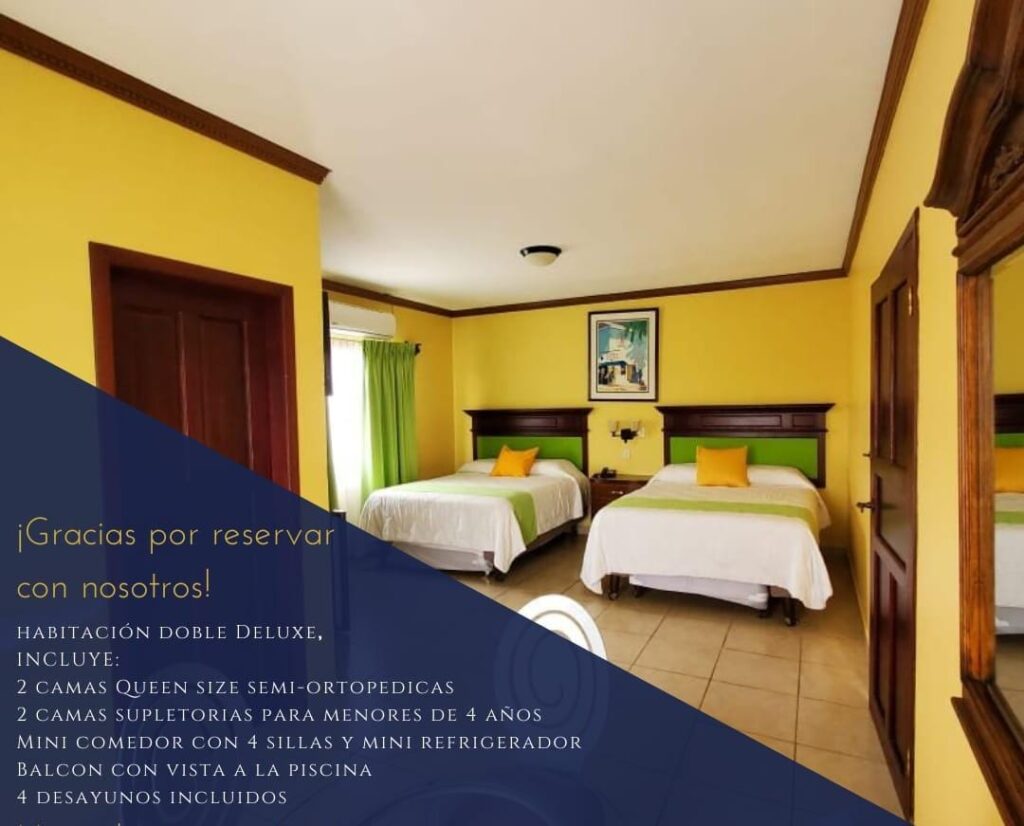 ¡Gracias por reservar
con nosotros!
HABITACIÓN DOBLE DELUXE,
INCLUYE:
2 CAMAS QUEEN SIZE SEMI-ORTOPEDICAS
2 CAMAS SUPLETORIAS PARA MENORES DE 4 AÑOS
MINI COMEDOR CON 4 SILLAS Y MINI REFRIGERADOR
BALCON CON VISTA A LA PISCINA
4 DESAYUNOS INCLUIDOS